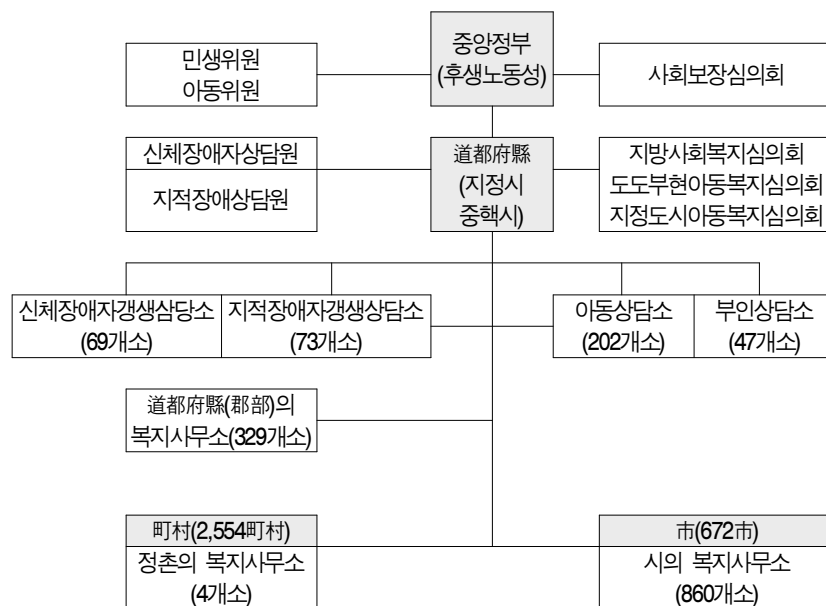 중앙정부
(후생노동성)
민생위원
아동위원
사회보장심의회
신체장애자상담원
지적장애상담원
道都府縣
(지정시
중핵시)
지방사회복지심의회
도도부현아동복지심의회
지정도시아동복지심의회
신체장애자갱생삼당소
(69개소)
지적장애자갱생상담소
(73개소)
아동상담소
(202개소)
부인상담소
(47개소)
道都府縣(郡部)의
복지사무소(329개소)
町村(2,554町村)
정촌의 복지사무소
(4개소)
市(672市)
시의 복지사무소
(860개소)